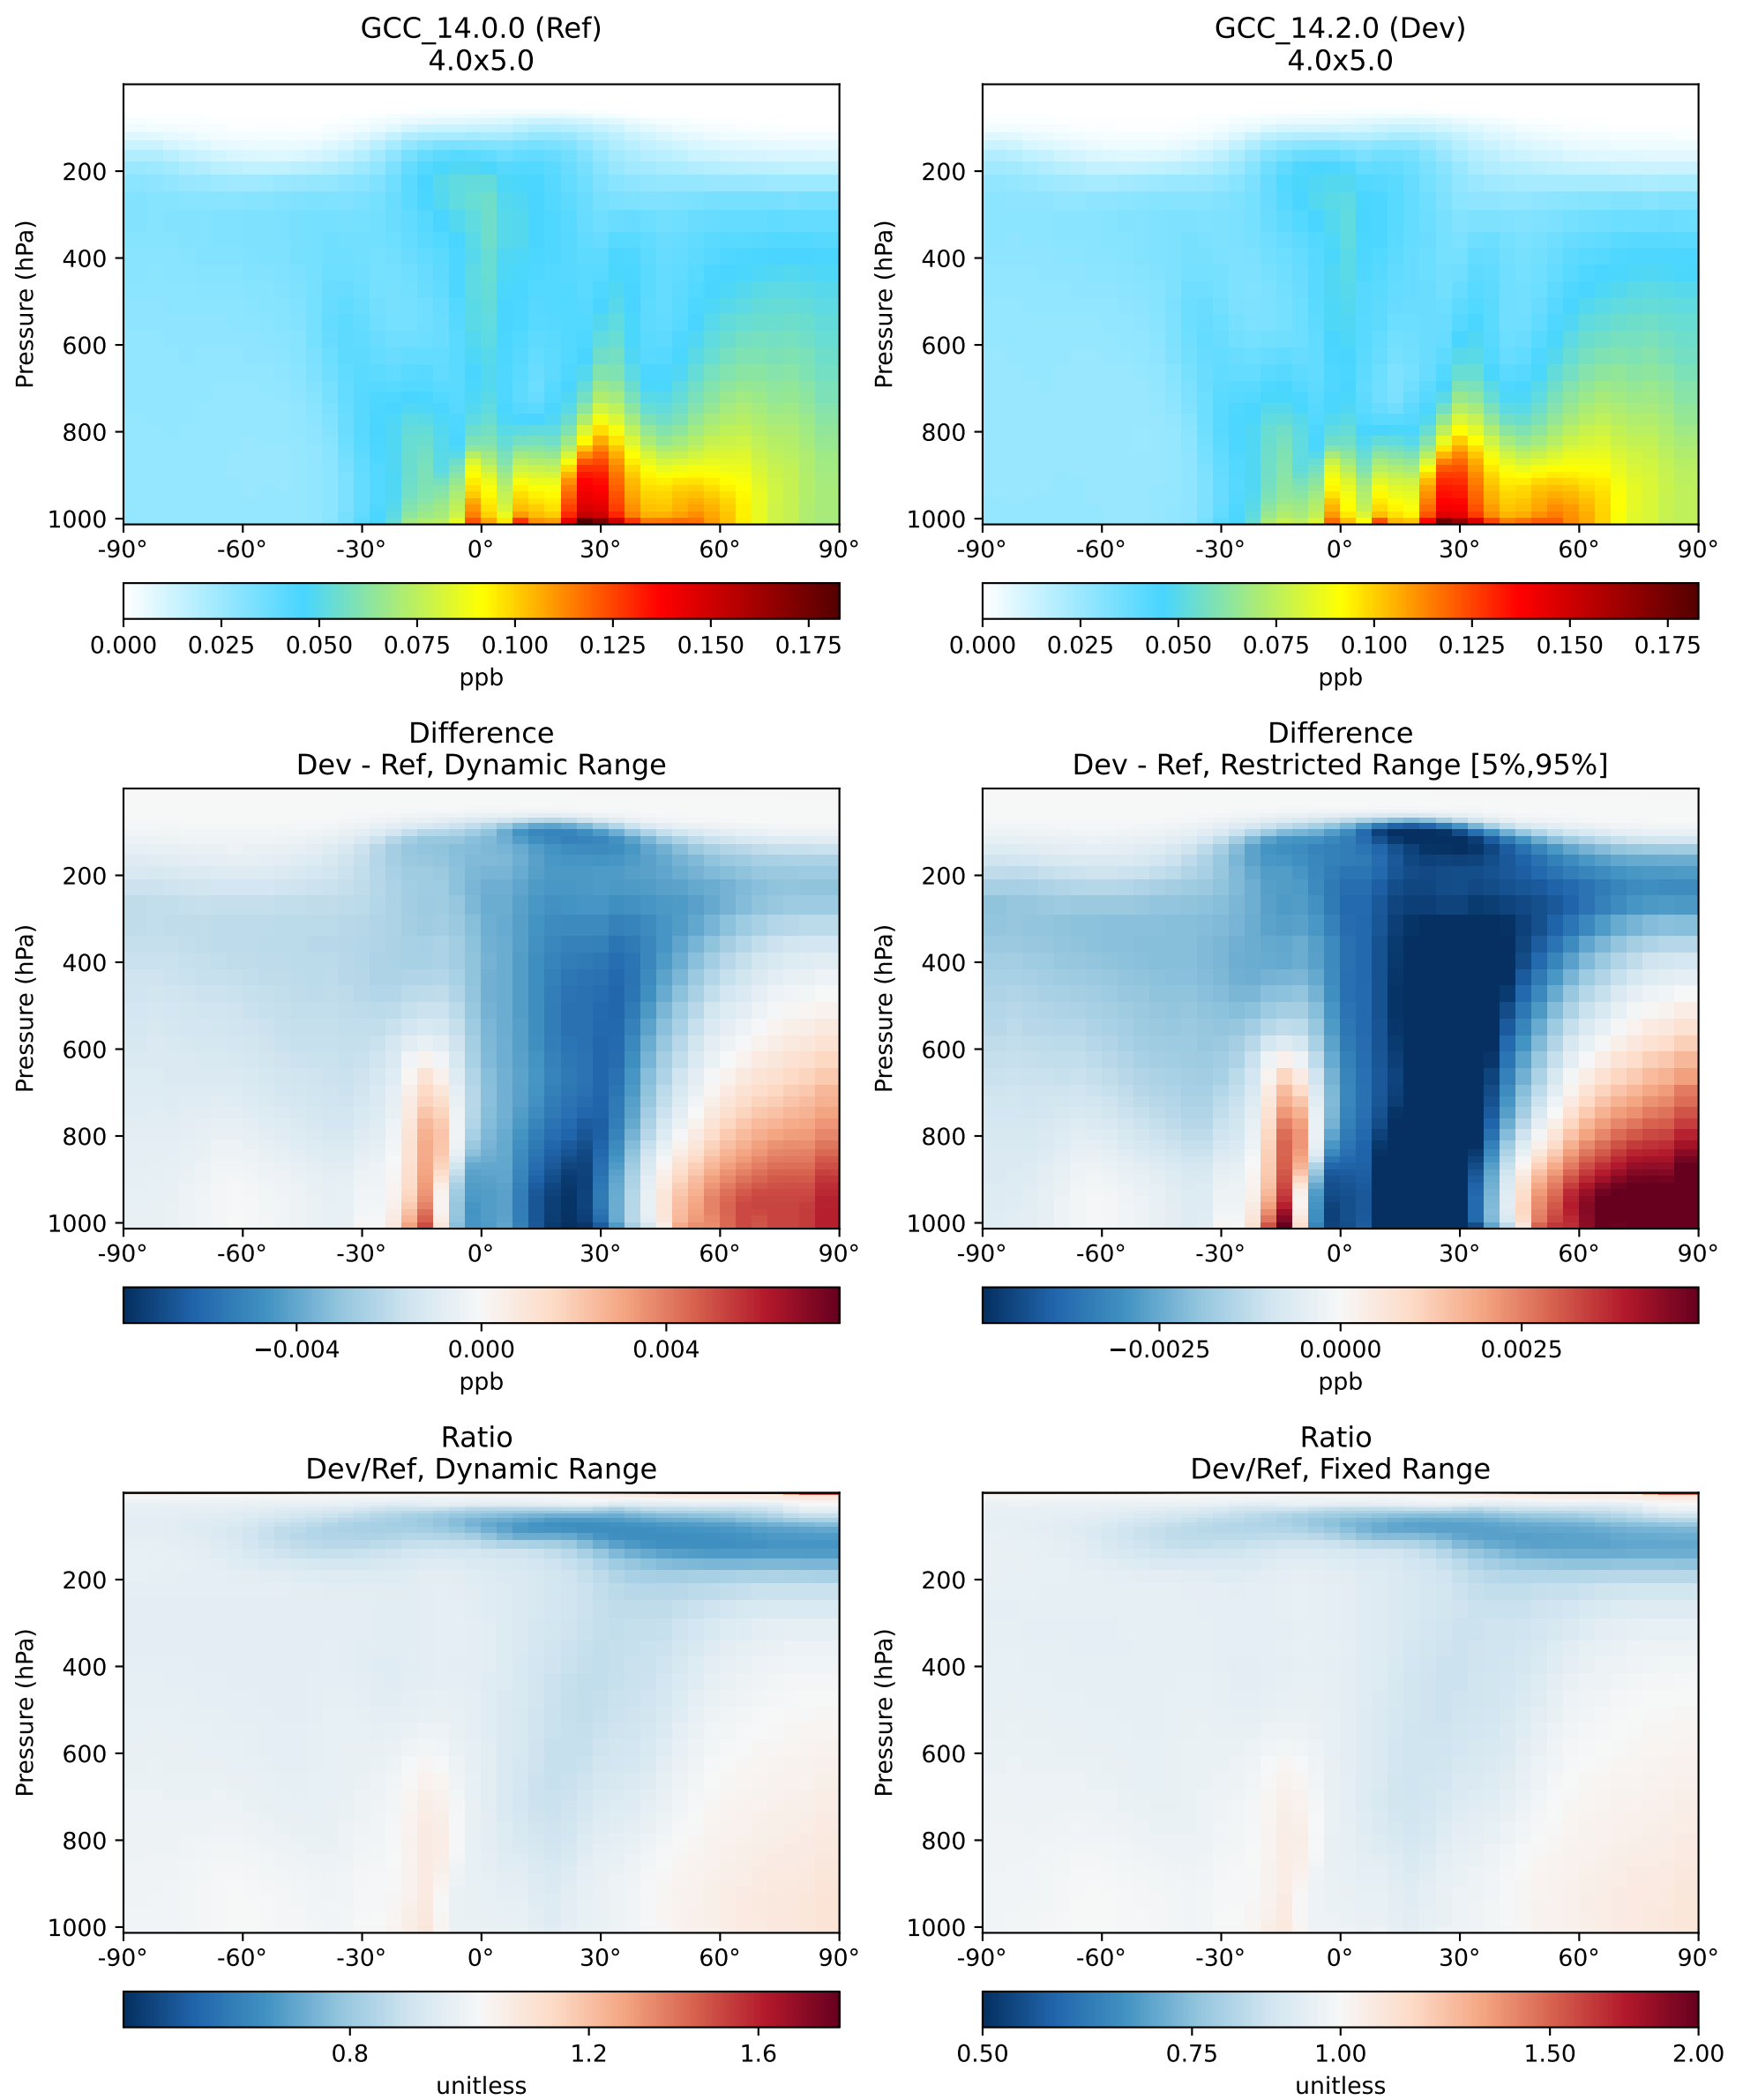 GCC_14.0.0 (Ref)
4.0x5.0
Pressure (hPa)
200
400
600
800
1000
-90° -60° -30° 0° 30° 60° 90°
0.000 0.025 0.050 0.075 0.100 0.125 0.150 0.175
ppb
GCC_14.2.0 (Dev)
4.0x5.0
Pressure (hPa)
200
400
600
800
1000
-90° -60° -30° 0° 30° 60° 90°
0.000 0.025 0.050 0.075 0.100 0.125 0.150 0.175
ppb
Difference
Dev - Ref, Dynamic Range
Pressure (hPa)
200
400
600
800
1000
-90° -60° -30° 0° 30° 60° 90°
−0.004 0.000 0.004
ppb
Difference
Dev - Ref, Restricted Range [5%,95%]
Pressure (hPa)
200
400
600
800
1000
-90° -60° -30° 0° 30° 60° 90°
−0.0025 0.0000 0.0025
ppb
Ratio
Dev/Ref, Dynamic Range
Pressure (hPa)
200
400
600
800
1000
-90° -60° -30° 0° 30° 60° 90°
0.8 1.2 1.6
unitless
Ratio
Dev/Ref, Fixed Range
Pressure (hPa)
200
400
600
800
1000
-90° -60° -30° 0° 30° 60° 90°
0.50 0.75 1.00 1.50 2.00
unitless